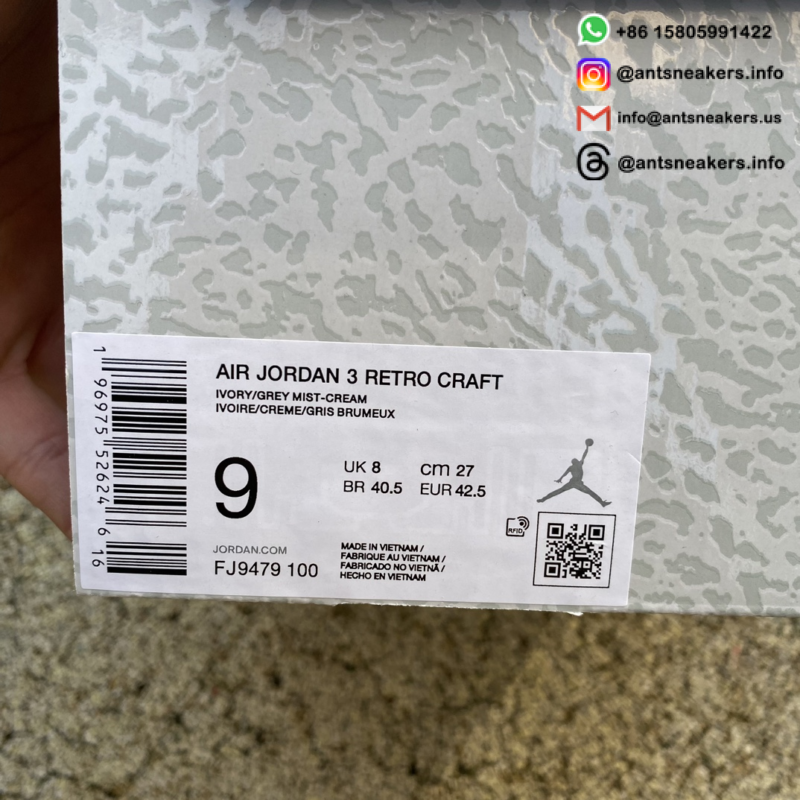 +86 15805991422
@antsneakers.info
info@antsneakers.us
@antsneakers.info
1 96975 52624 6 16
AIR JORDAN 3 RETRO CRAFT
IVORY/GREY MIST-CREAM
IVOIRE/CREME/GRIS BRUMEUX
9
UK 8 cm 27
BR 40.5 EUR 42.5
RFID
JORDAN.COM
FJ9479 100
MADE IN VIETNAM /
FABRIQUE AU VIETNAM /
FABRICADO NO VIETNÃ /
HECHO EN VIETNAM